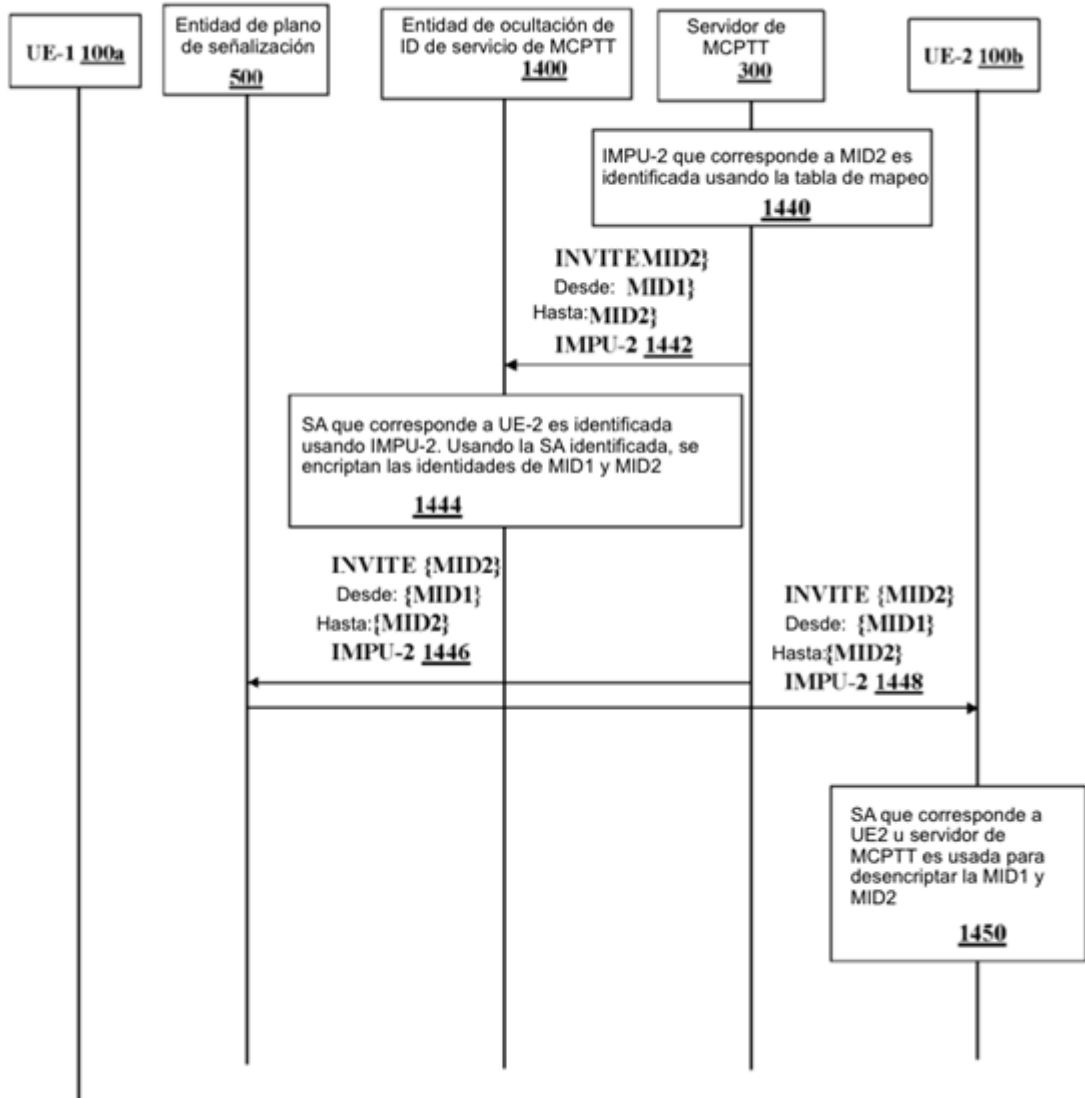 UE-1 100a
Entidad de plano
de señalización
500
Entidad de ocultación de
ID de servicio de MCPTT
1400
Servidor de
MCPTT
300
UE-2 100b
IMPU-2 que corresponde a MID2 es
identificada usando la tabla de mapeo
1440
INVITEMID2}
Desde: MID1}
Hasta:MID2}
IMPU-2 1442
SA que corresponde a UE-2 es identificada
usando IMPU-2. Usando la SA identificada, se
encriptan las identidades de MID1 y MID2
1444
INVITE {MID2}
Desde: {MID1}
Hasta:{MID2}
IMPU-2 1446
INVITE {MID2}
Desde: {MID1}
Hasta:{MID2}
IMPU-2 1448
SA que corresponde a
UE2 u servidor de
MCPTT es usada para
desencriptar la MID1 y
MID2
1450